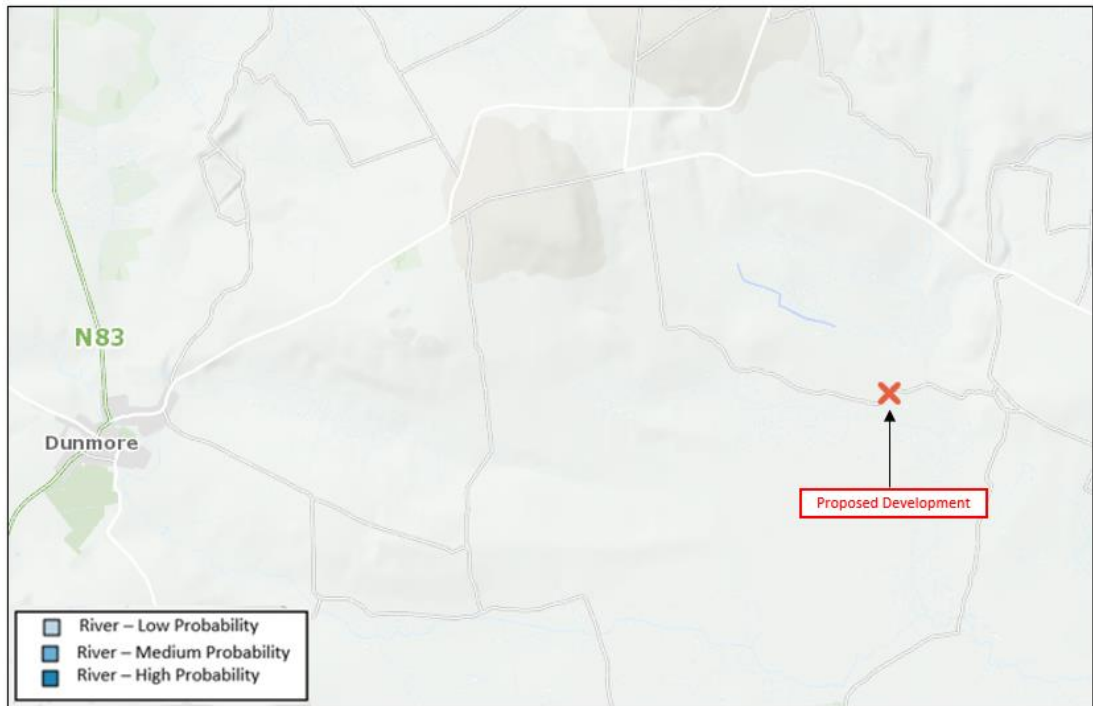 N83
Dunmore
Proposed Development
River – Low Probability
River – Medium Probability
River – High Probability